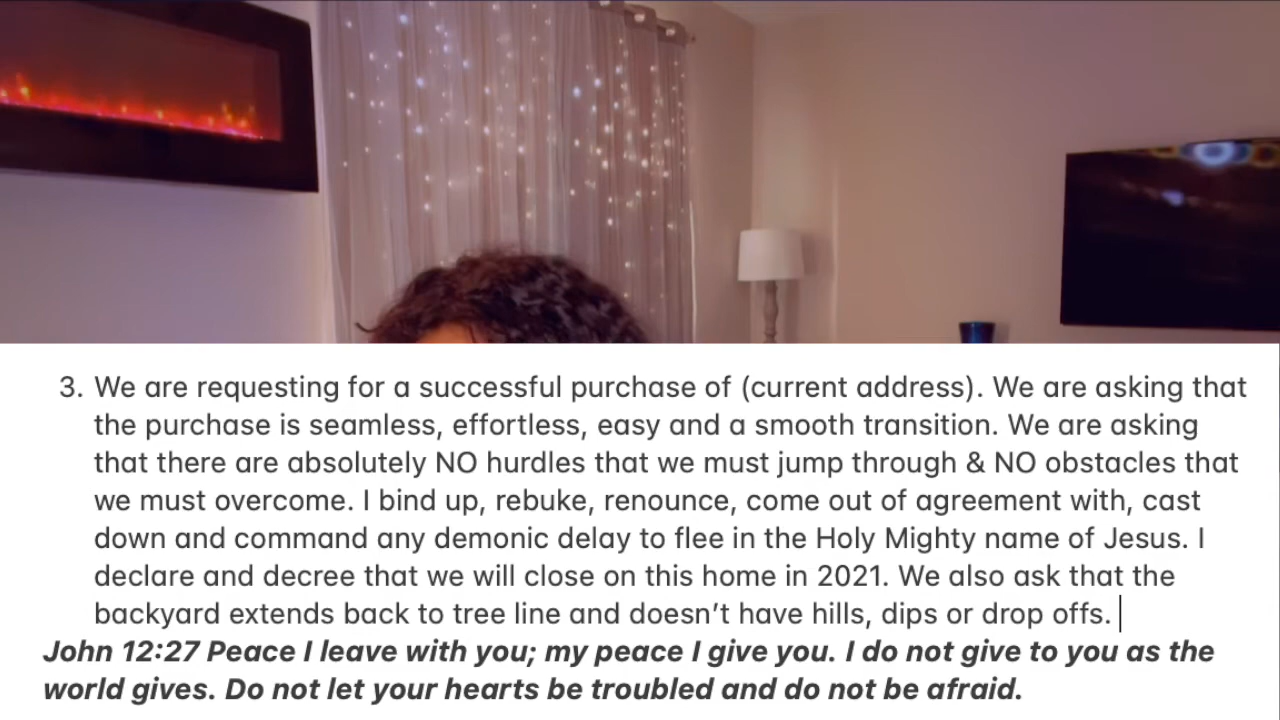 3. We are requesting for a successful purchase of (current address). We are asking that
the purchase is seamless, effortless, easy and a smooth transition. We are asking
that there are absolutely NO hurdles that we must jump through & NO obstacles that
we must overcome. I bind up, rebuke, renounce, come out of agreement with, cast
down and command any demonic delay to flee in the Holy Mighty name of Jesus. I
declare and decree that we will close on this home in 2021. We also ask that the
backyard extends back to tree line and doesn’t have hills, dips or drop offs.
John 12:27 Peace I leave with you; my peace I give you. I do not give to you as the
world gives. Do not let your hearts be troubled and do not be afraid.